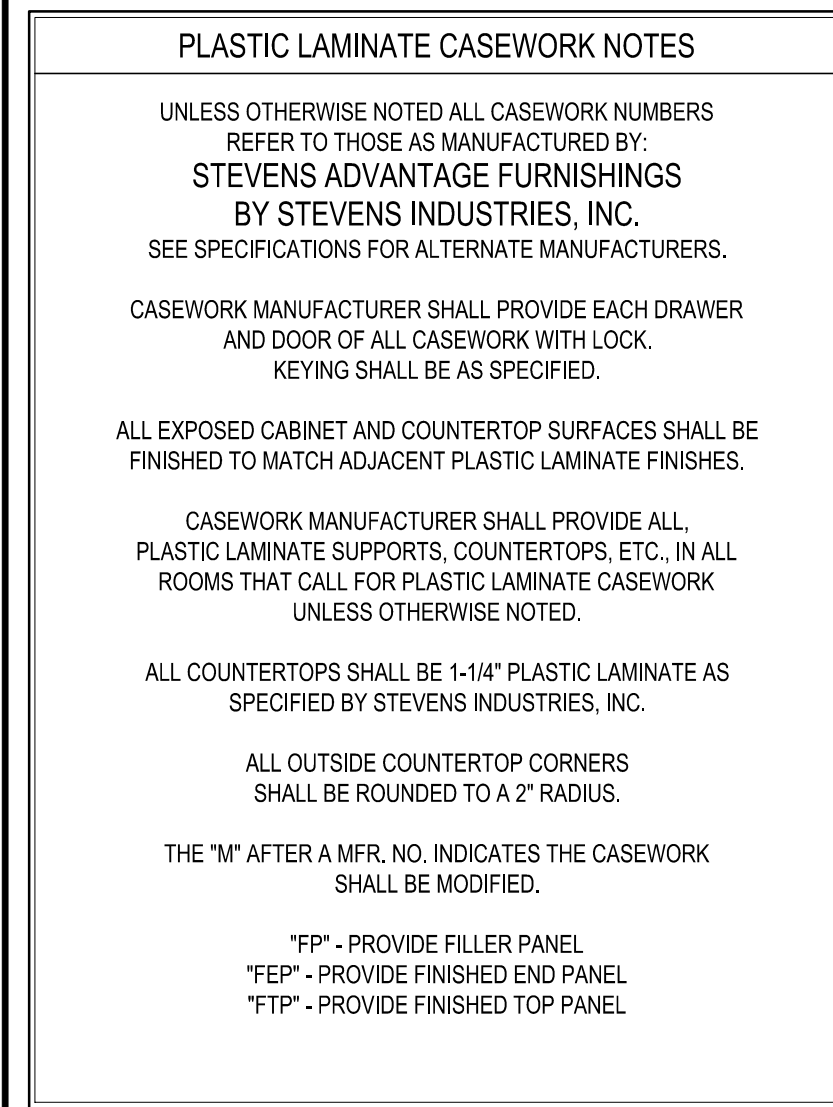 PLASTIC LAMINATE CASEWORK NOTES
UNLESS OTHERWISE NOTED ALL CASEWORK NUMBERS
REFER TO THOSE AS MANUFACTURED BY:
STEVENS ADVANTAGE FURNISHINGS
BY STEVENS INDUSTRIES, INC.
SEE SPECIFICATIONS FOR ALTERNATE MANUFACTURERS.
CASEWORK MANUFACTURER SHALL PROVIDE EACH DRAWER
AND DOOR OF ALL CASEWORK WITH LOCK.
KEYING SHALL BE AS SPECIFIED.
ALL EXPOSED CABINET AND COUNTERTOP SURFACES SHALL BE
FINISHED TO MATCH ADJACENT PLASTIC LAMINATE FINISHES.
CASEWORK MANUFACTURER SHALL PROVIDE ALL,
PLASTIC LAMINATE SUPPORTS, COUNTERTOPS, ETC., IN ALL
ROOMS THAT CALL FOR PLASTIC LAMINATE CASEWORK
UNLESS OTHERWISE NOTED.
ALL COUNTERTOPS SHALL BE 1-1/4" PLASTIC LAMINATE AS
SPECIFIED BY STEVENS INDUSTRIES, INC.
ALL OUTSIDE COUNTERTOP CORNERS
SHALL BE ROUNDED TO A 2" RADIUS.
THE "M" AFTER A MFR. NO. INDICATES THE CASEWORK
SHALL BE MODIFIED.
"FP" - PROVIDE FILLER PANEL
"FEP" - PROVIDE FINISHED END PANEL
"FTP" - PROVIDE FINISHED TOP PANEL